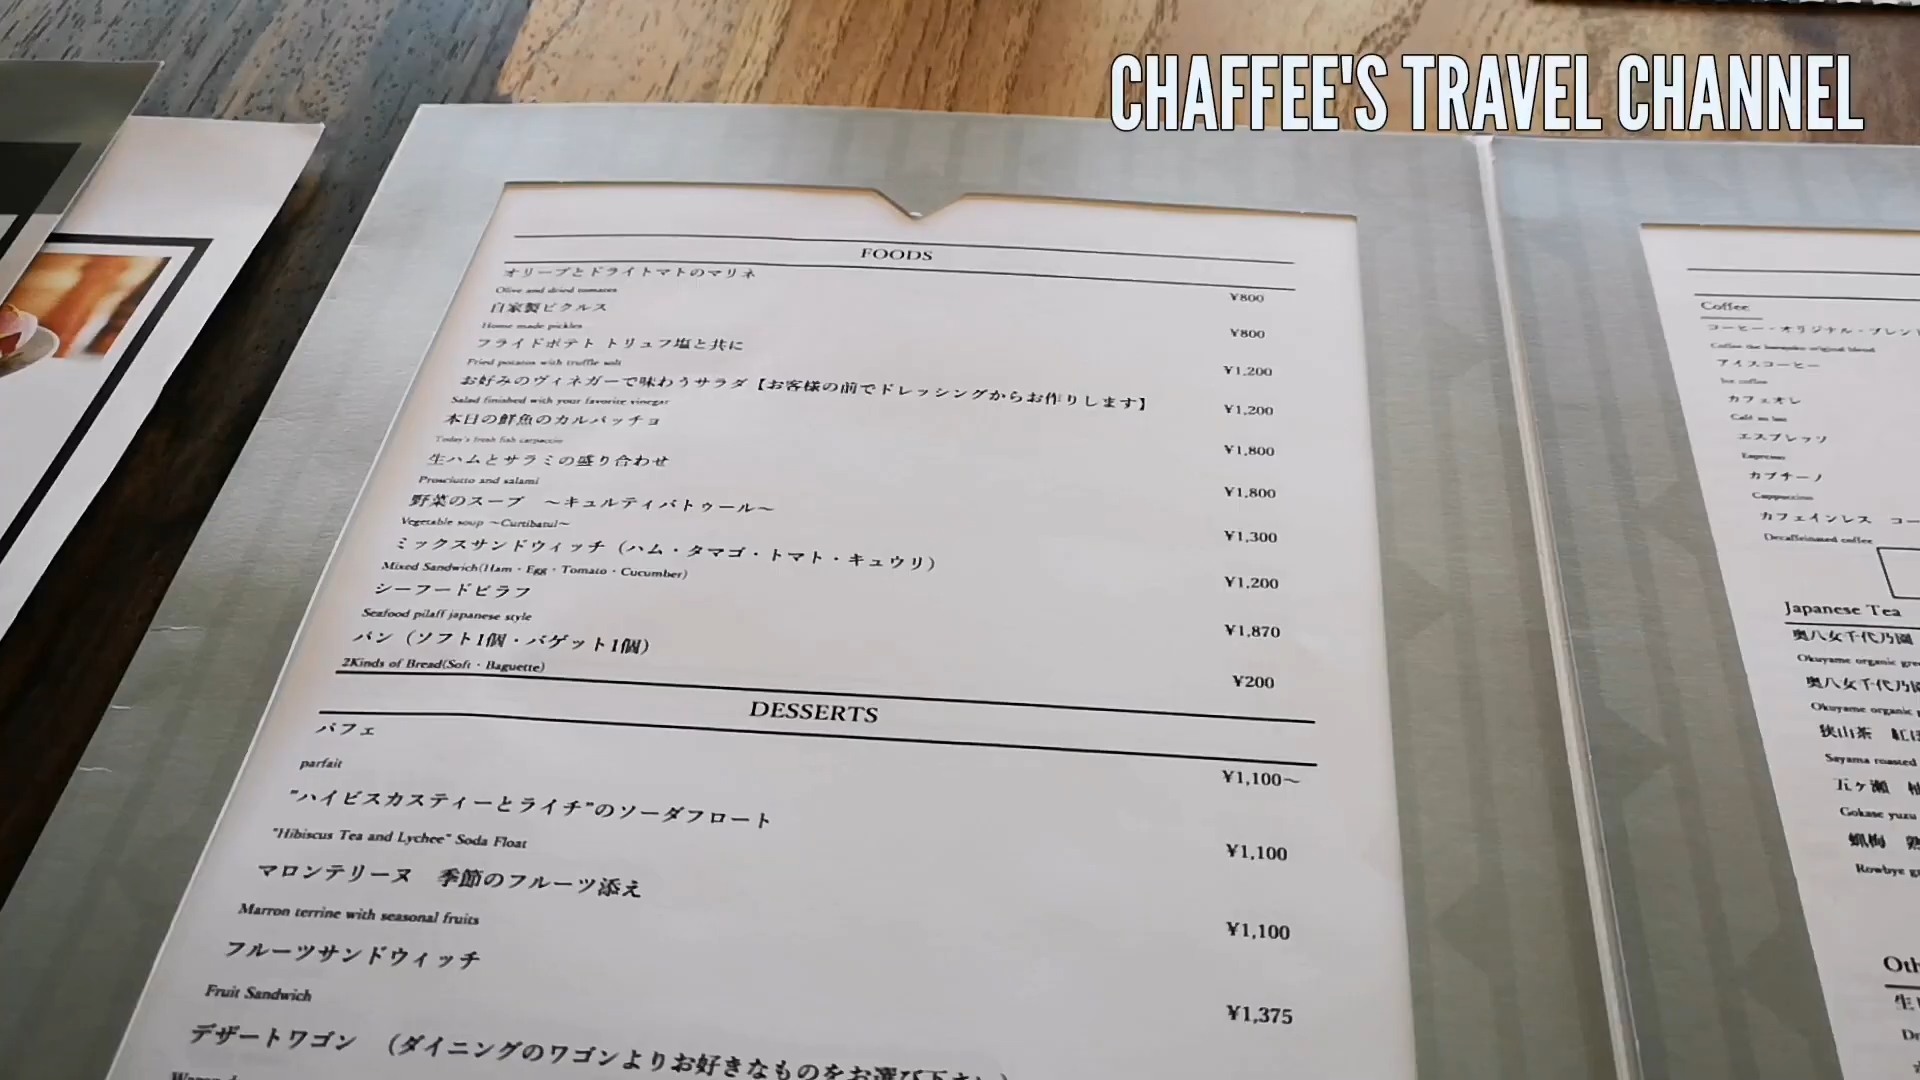 CHAFFEE'S TRAVEL CHANNEL
FOODS
オリーブとドライトマトのマリネ
Olive and dried tomatoes
¥800
自家製ピクルス
Home made pickles
¥800
フライドポテト トリュフ塩と共に
Fried potatos with truffle salt
¥1,200
お好みのヴィネガーで味わうサラダ【お客様の前でドレッシングからお作りします】
Salad finished with your favorite vinegar
¥1,200
本日の鮮魚のカルパッチョ
Today's fresh fish carpaccio
¥1,800
生ハムとサラミの盛り合わせ
Prosciutto and salami
¥1,800
野菜のスープ ～キュルティバトゥール～
Vegetable soup ～Curtibatul～
¥1,300
ミックスサンドウィッチ（ハム・タマゴ・トマト・キュウリ）
Mixed Sandwich(Ham・Egg・Tomato・Cucumber)
¥1,200
シーフードピラフ
Seafood pilaff japanese style
¥1,870
パン（ソフト1個・バゲット1個）
2Kinds of Bread(Soft・Baguette)
¥200
DESSERTS
パフェ
parfait
¥1,100～
"ハイビスカスティーとライチ"のソーダフロート
"Hibiscus Tea and Lychee" Soda Float
¥1,100
マロンテリーヌ 季節のフルーツ添え
Marron terrine with seasonal fruits
¥1,100
フルーツサンドウィッチ
Fruit Sandwich
¥1,375
デザートワゴン （ダイニングのワゴンよりお好きなものをお選び下さい）
Coffee
コーヒー・オリジナル・ブレンド
アイスコーヒー
Ice coffee
カフェオレ
Café au lait
エスプレッソ
Espresso
カプチーノ
Cappuccino
カフェインレス コー
Decaffeinated coffee
Japanese Tea
奥八女千代乃園
Okuyame organic gre
奥八女千代乃園
Okuyame organic
狭山茶 紅ほ
Sayama roasted
五ヶ瀬
Gokase yuzu
蝋梅
Rowbye g
Oth
生